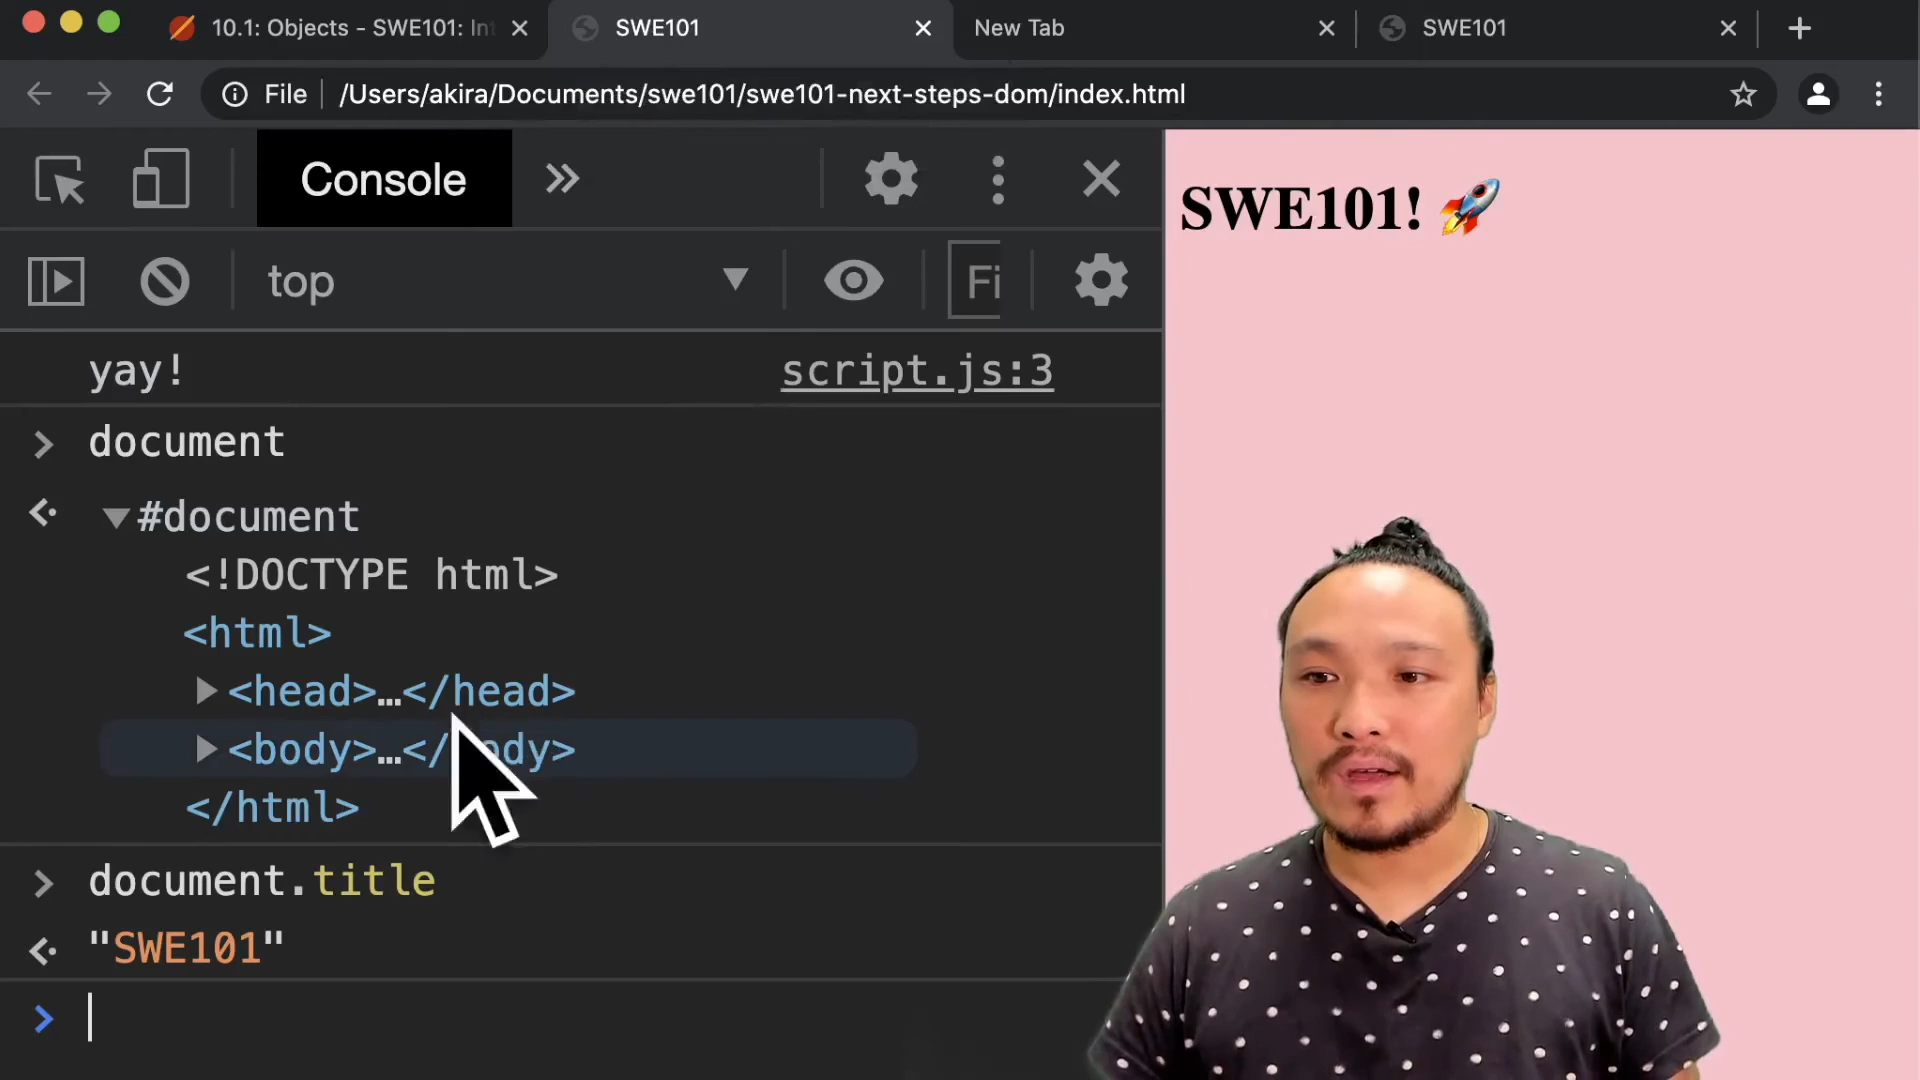 10.1: Objects - SWE101: Int
SWE101
New Tab
SWE101
File
/Users/akira/Documents/swe101/swe101-next-steps-dom/index.html
Console
top
Fi
SWE101! 🚀
yay!
script.js:3
document
#document
<!DOCTYPE html>
<html>
<head>…</head>
<body>…</body>
</html>
document.title
"SWE101"